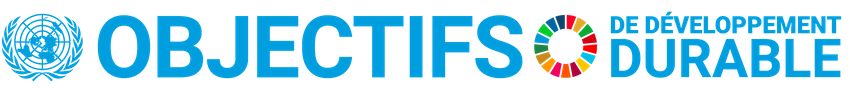 OBJECTIFS
DE DÉVELOPPEMENT
DURABLE